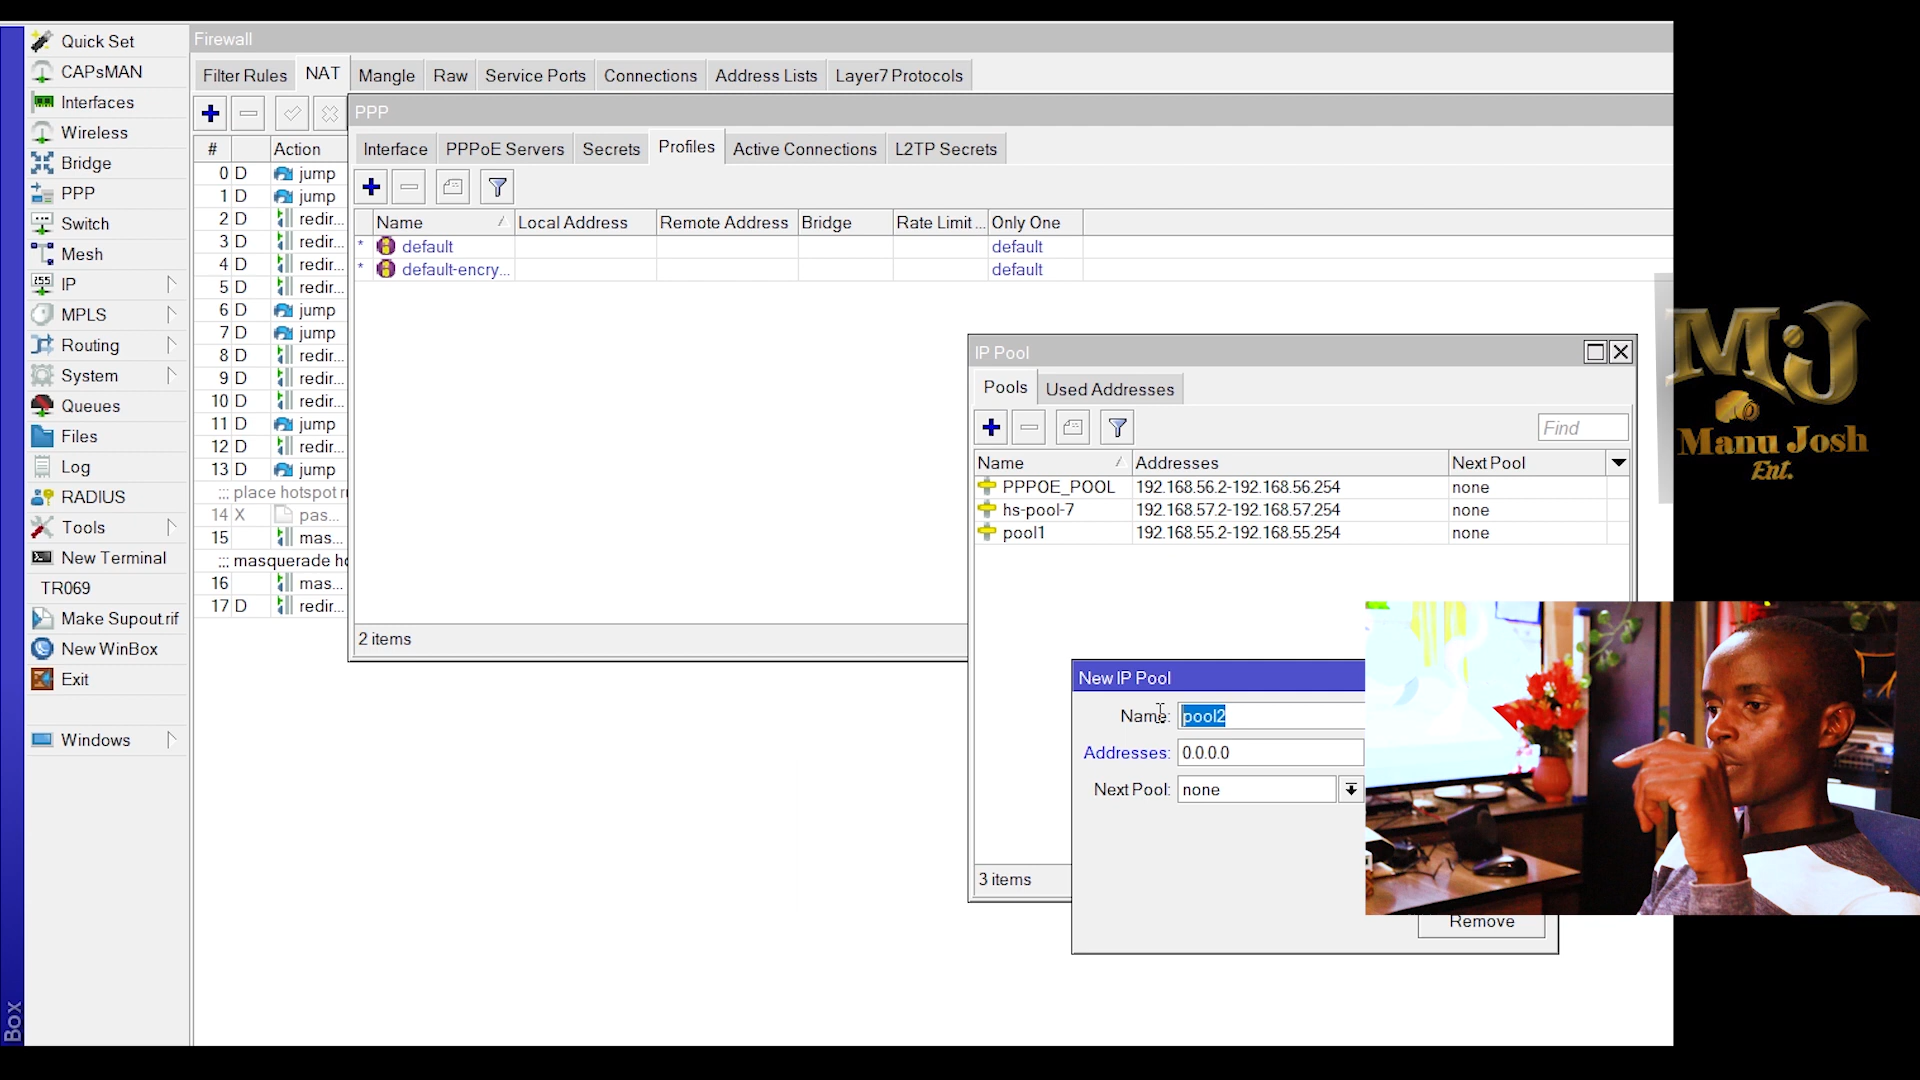 Quick Set
CAPsMAN
Interfaces
Wireless
Bridge
PPP
Switch
Mesh
IP
MPLS
Routing
System
Queues
Files
Log
RADIUS
Tools
New Terminal
TR069
Make Supout.rif
New WinBox
Exit
Windows
Box
Firewall
Filter Rules NAT Mangle Raw Service Ports Connections Address Lists Layer7 Protocols
# Action
0 D jump
1 D jump
2 D redir...
3 D redir...
4 D redir...
5 D redir...
6 D jump
7 D jump
8 D redir...
9 D redir...
10 D redir...
11 D jump
12 D redir...
13 D jump
::: place hotspot ru
14 X pas...
15 mas...
::: masquerade ho
16 mas...
17 D redir...
PPP
Interface PPPoE Servers Secrets Profiles Active Connections L2TP Secrets
Name Local Address Remote Address Bridge Rate Limit ... Only One
* default default
* default-encry... default
2 items
IP Pool
Pools Used Addresses
Find
Name Addresses Next Pool
PPPOE_POOL 192.168.56.2-192.168.56.254 none
hs-pool-7 192.168.57.2-192.168.57.254 none
pool1 192.168.55.2-192.168.55.254 none
3 items
New IP Pool
Name: pool2
Addresses: 0.0.0.0
Next Pool: none
Remove
MJ
Manu Josh
Ent.